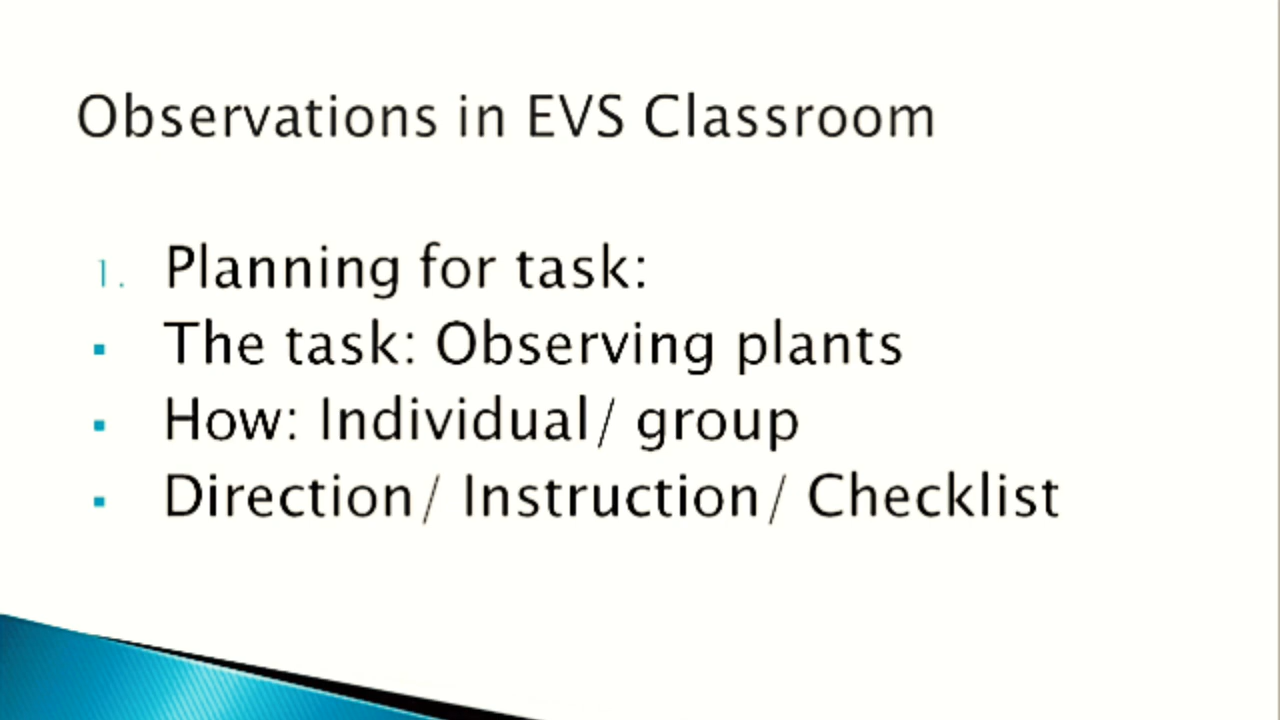 Observations in EVS Classroom
1. Planning for task:
▪ The task: Observing plants
▪ How: Individual/ group
▪ Direction/ Instruction/ Checklist